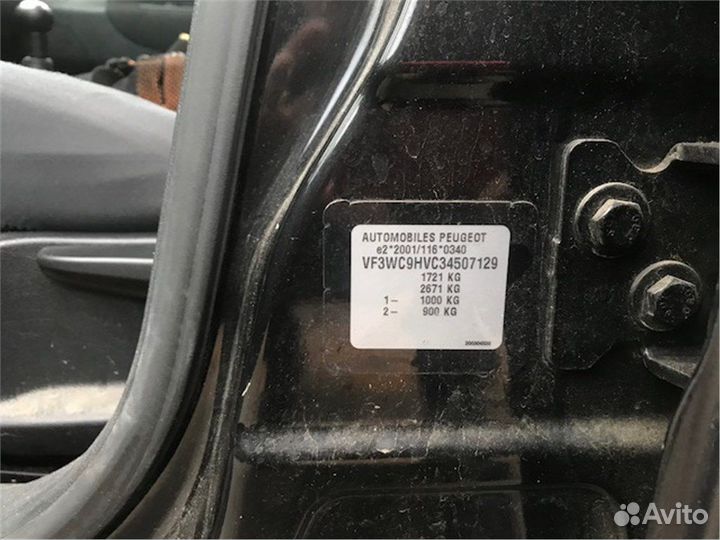 AUTOMOBILES PEUGEOT
e2*2001/116*0340
VF3WC9HVC34507129
1721 KG
2671 KG
1- 1000 KG
2- 900 KG
Avito